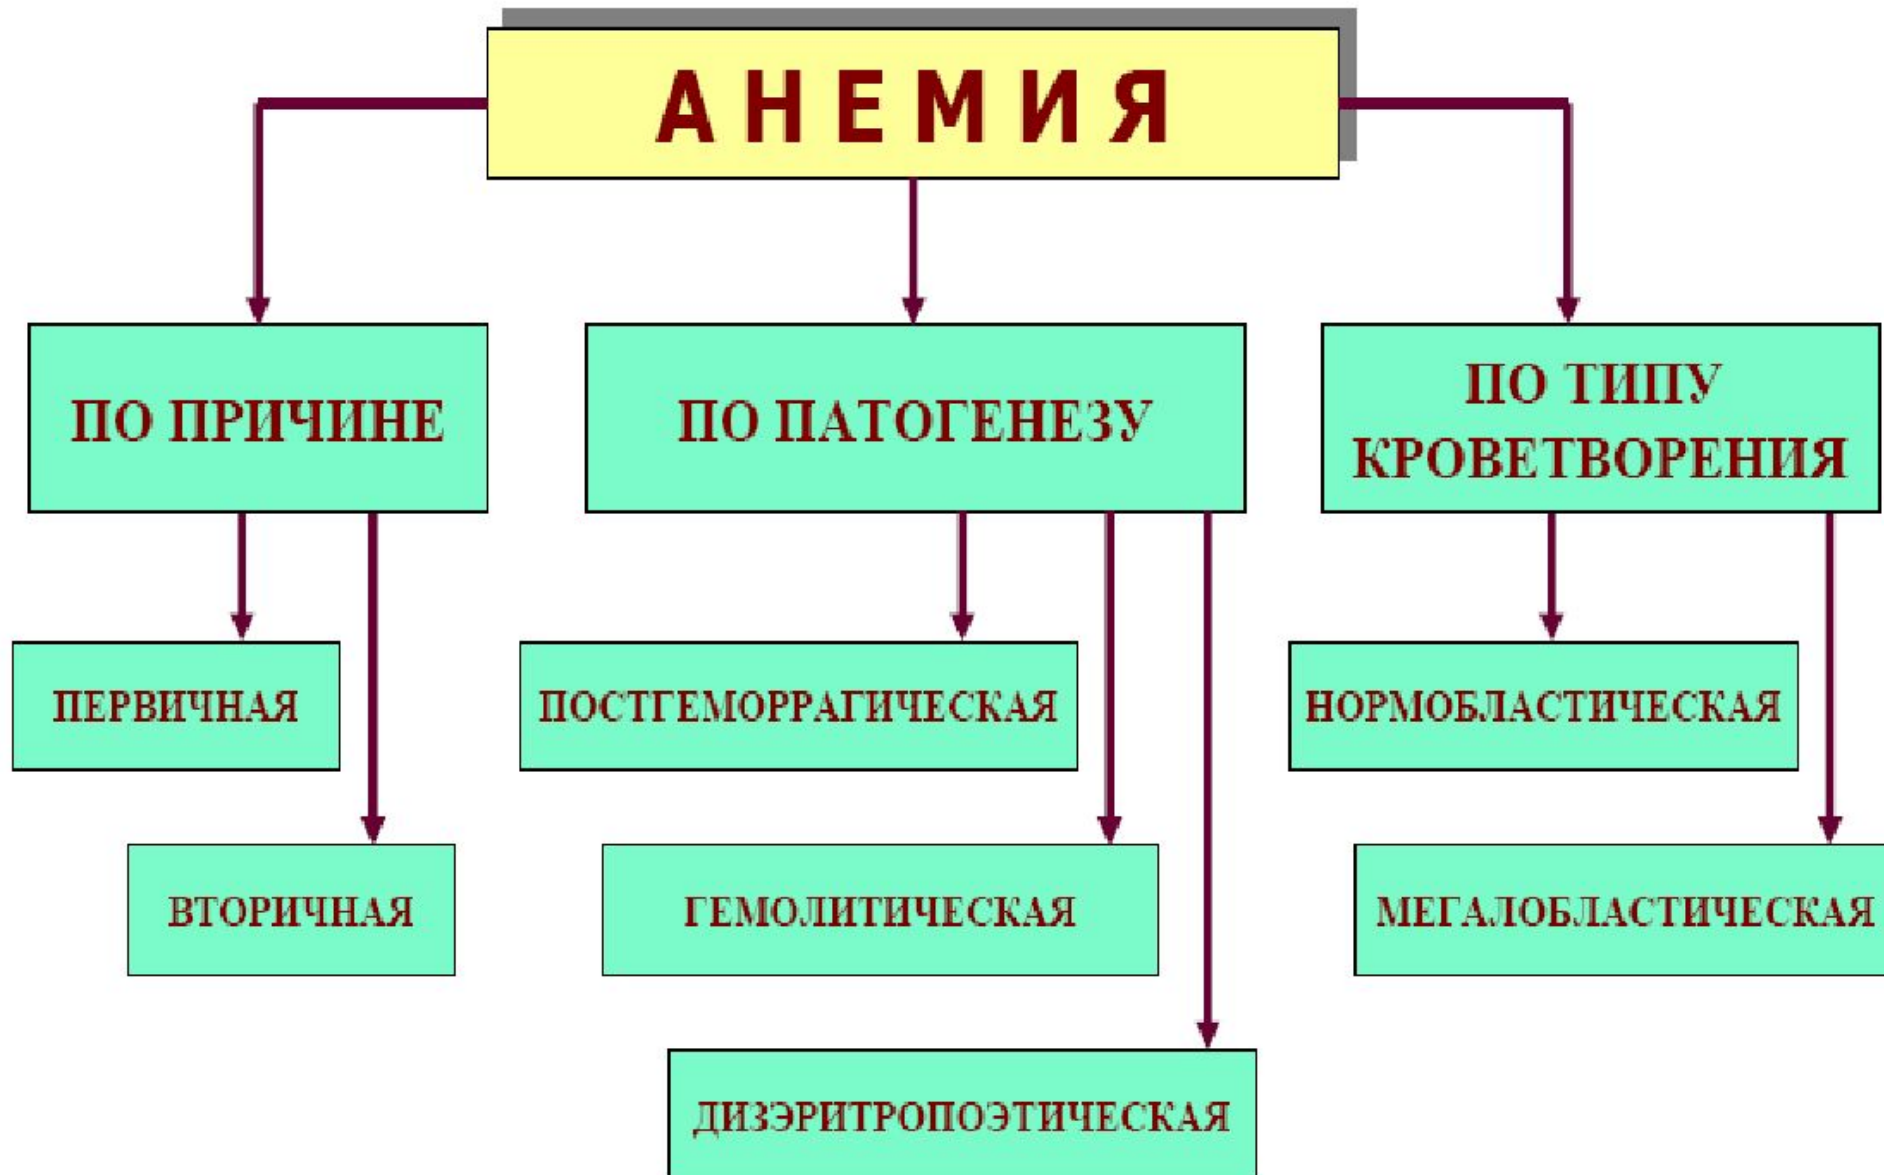 АНЕМИЯ
ПО ПРИЧИНЕ
ПО ПАТОГЕНЕЗУ
ПО ТИПУ
КРОВЕТВОРЕНИЯ
ПЕРВИЧНАЯ
ПОСТГЕМОРРАГИЧЕСКАЯ
НОРМОБЛАСТИЧЕСКАЯ
ВТОРИЧНАЯ
ГЕМОЛИТИЧЕСКАЯ
МЕГАЛОБЛАСТИЧЕСКАЯ
ДИЗЭРИТРОПОЭТИЧЕСКАЯ